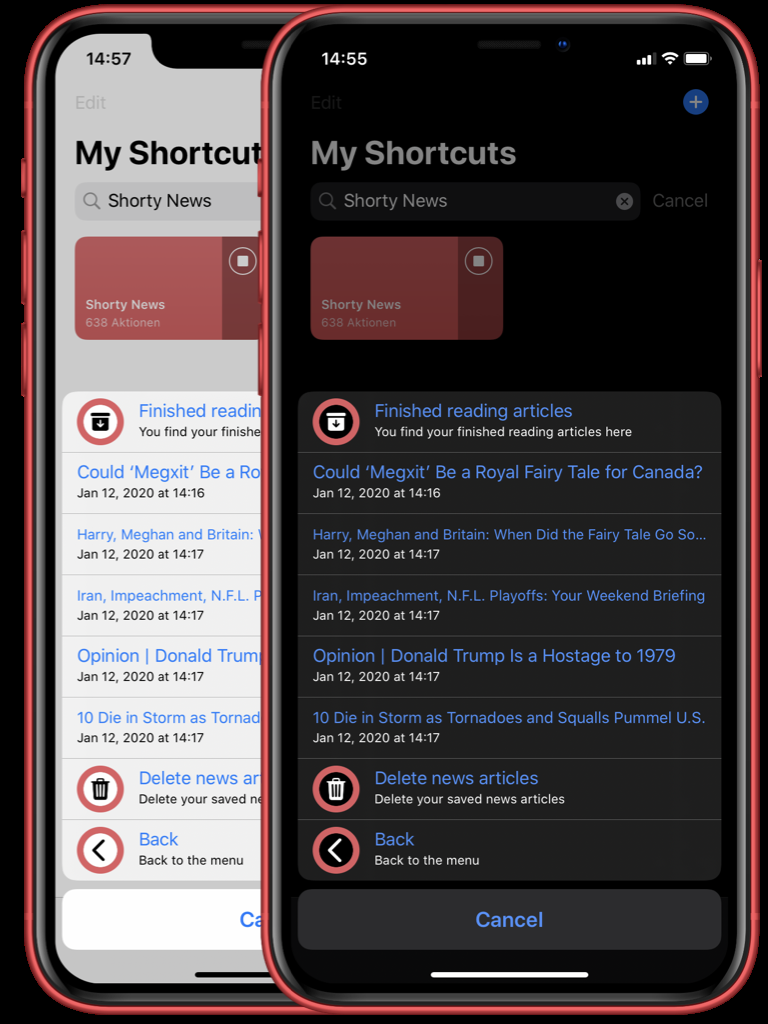 14:57
Edit
My Shortcut
Shorty News
Shorty News
638 Aktionen
Finished readin
You find your finishe
Could ‘Megxit’ Be a Ro
Jan 12, 2020 at 14:16
Harry, Meghan and Britain:
Jan 12, 2020 at 14:17
Iran, Impeachment, N.F.L. P
Jan 12, 2020 at 14:17
Opinion | Donald Trump
Jan 12, 2020 at 14:17
10 Die in Storm as Tornad
Jan 12, 2020 at 14:17
Delete news ar
Delete your saved ne
Back
Back to the menu
Ca
14:55
Edit
My Shortcuts
Shorty News
Cancel
Shorty News
638 Aktionen
Finished reading articles
You find your finished reading articles here
Could ‘Megxit’ Be a Royal Fairy Tale for Canada?
Jan 12, 2020 at 14:16
Harry, Meghan and Britain: When Did the Fairy Tale Go So...
Jan 12, 2020 at 14:17
Iran, Impeachment, N.F.L. Playoffs: Your Weekend Briefing
Jan 12, 2020 at 14:17
Opinion | Donald Trump Is a Hostage to 1979
Jan 12, 2020 at 14:17
10 Die in Storm as Tornadoes and Squalls Pummel U.S.
Jan 12, 2020 at 14:17
Delete news articles
Delete your saved news articles
Back
Back to the menu
Cancel